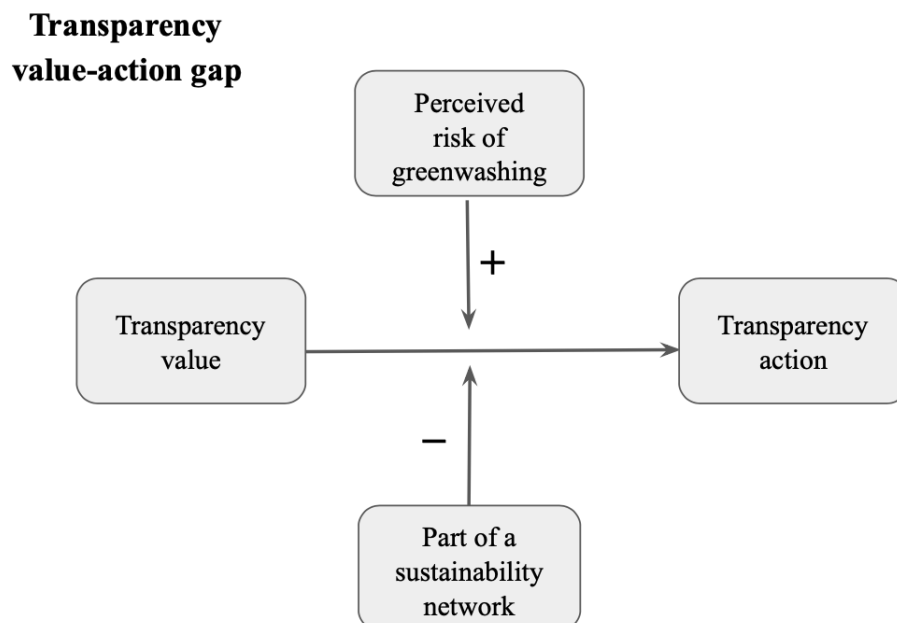 Transparency
value-action gap
Perceived
risk of
greenwashing
+
Transparency
value
Transparency
action
−
Part of a
sustainability
network